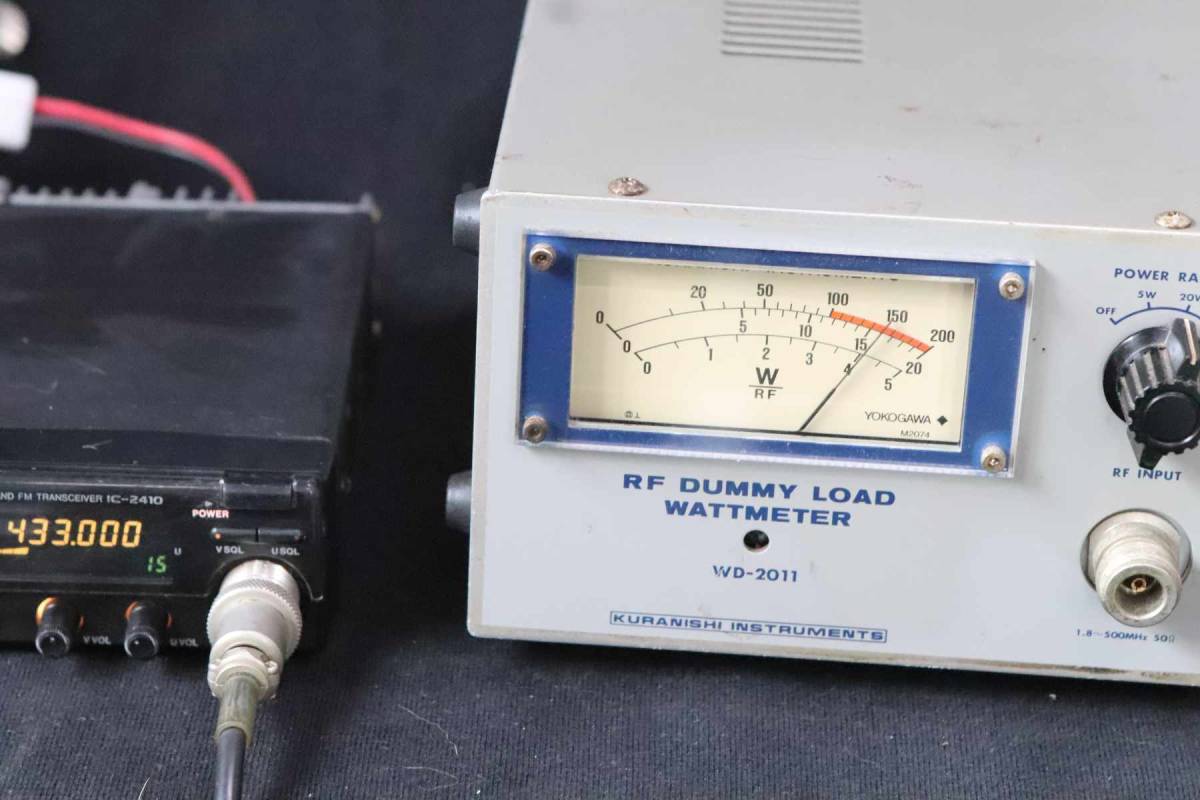 ND FM TRANSCEIVER IC-2410
433.000
U
15
POWER
V SQL U SQL
V VOL U VOL
20 50 100 150 200
0
5 10 15 20
0
0 1 2 3 4 5
W
RF
YOKOGAWA
M2074
RF DUMMY LOAD
WATTMETER
WD-2011
KURANISHI INSTRUMENTS
POWER RA
OFF 5W 20W
RF INPUT
1.8~500MHz 50Ω